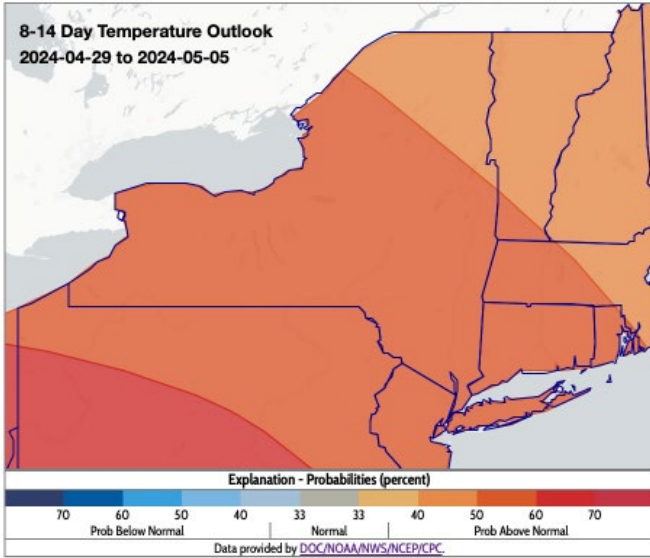 8-14 Day Temperature Outlook
2024-04-29 to 2024-05-05
Explanation - Probabilities (percent)
70 60 50 40 33 33 40 50 60 70
Prob Below Normal | Normal | Prob Above Normal
Data provided by DOC/NOAA/NWS/NCEP/CPC.